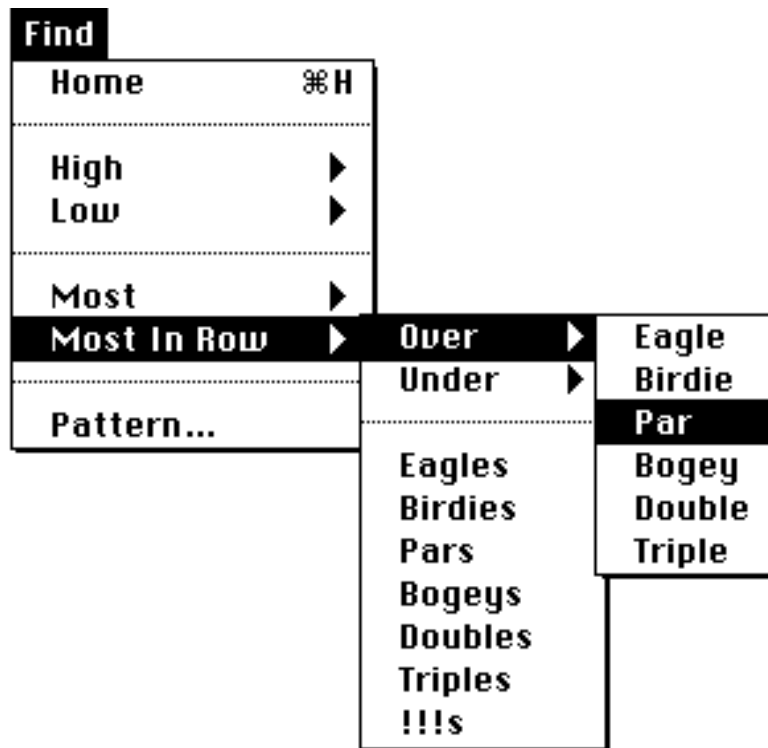 Find
Home ⌘H
High
Low
Most
Most In Row
Pattern...
Over
Under
Eagles
Birdies
Pars
Bogeys
Doubles
Triples
!!!s
Eagle
Birdie
Par
Bogey
Double
Triple